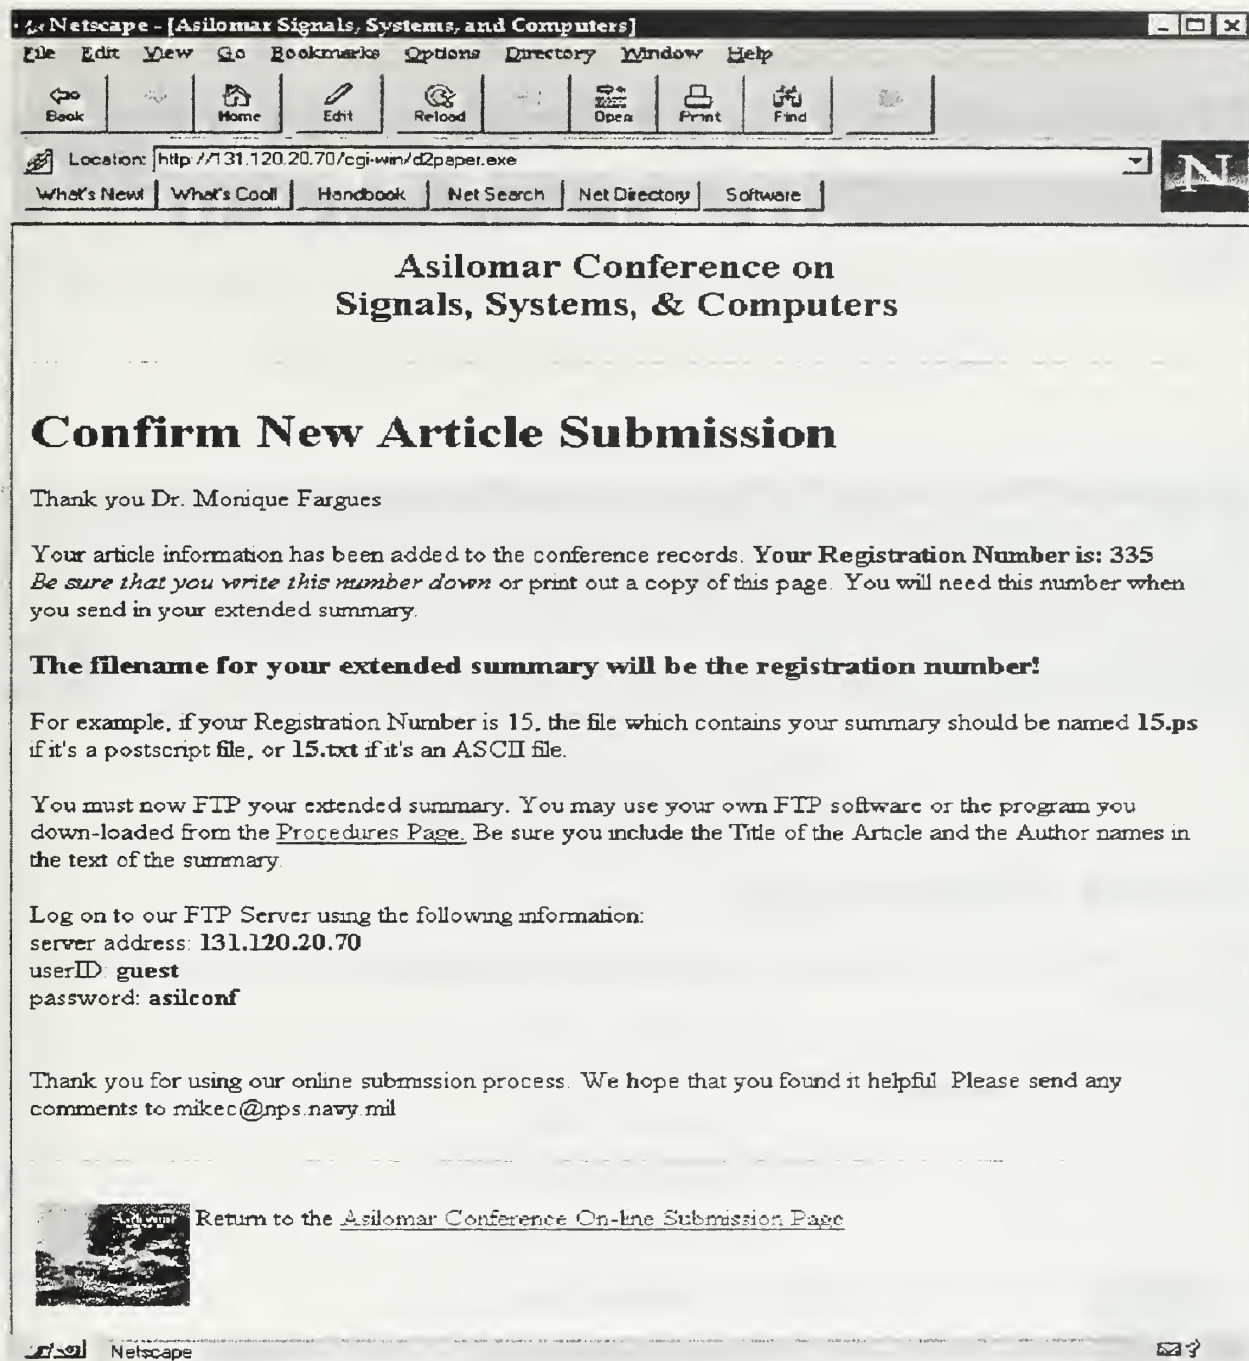 Netscape - [Asilomar Signals, Systems, and Computers]
File Edit View Go Bookmarks Options Directory Window Help
Back Home Edit Reload Open Print Find
Location: http://131.120.20.70/cgi-win/d2paper.exe
What's New! What's Cool! Handbook Net Search Net Directory Software
N
Asilomar Conference on
Signals, Systems, & Computers
Confirm New Article Submission
Thank you Dr. Monique Fargues
Your article information has been added to the conference records. Your Registration Number is: 335
Be sure that you write this number down or print out a copy of this page. You will need this number when
you send in your extended summary.
The filename for your extended summary will be the registration number!
For example, if your Registration Number is 15, the file which contains your summary should be named 15.ps
if it's a postscript file, or 15.txt if it's an ASCII file.
You must now FTP your extended summary. You may use your own FTP software or the program you
down-loaded from the Procedures Page. Be sure you include the Title of the Article and the Author names in
the text of the summary.
Log on to our FTP Server using the following information:
server address: 131.120.20.70
userID: guest
password: asilconf
Thank you for using our online submission process. We hope that you found it helpful. Please send any
comments to mikec@nps.navy.mil
Asilomar
Return to the Asilomar Conference On-line Submission Page
Netscape